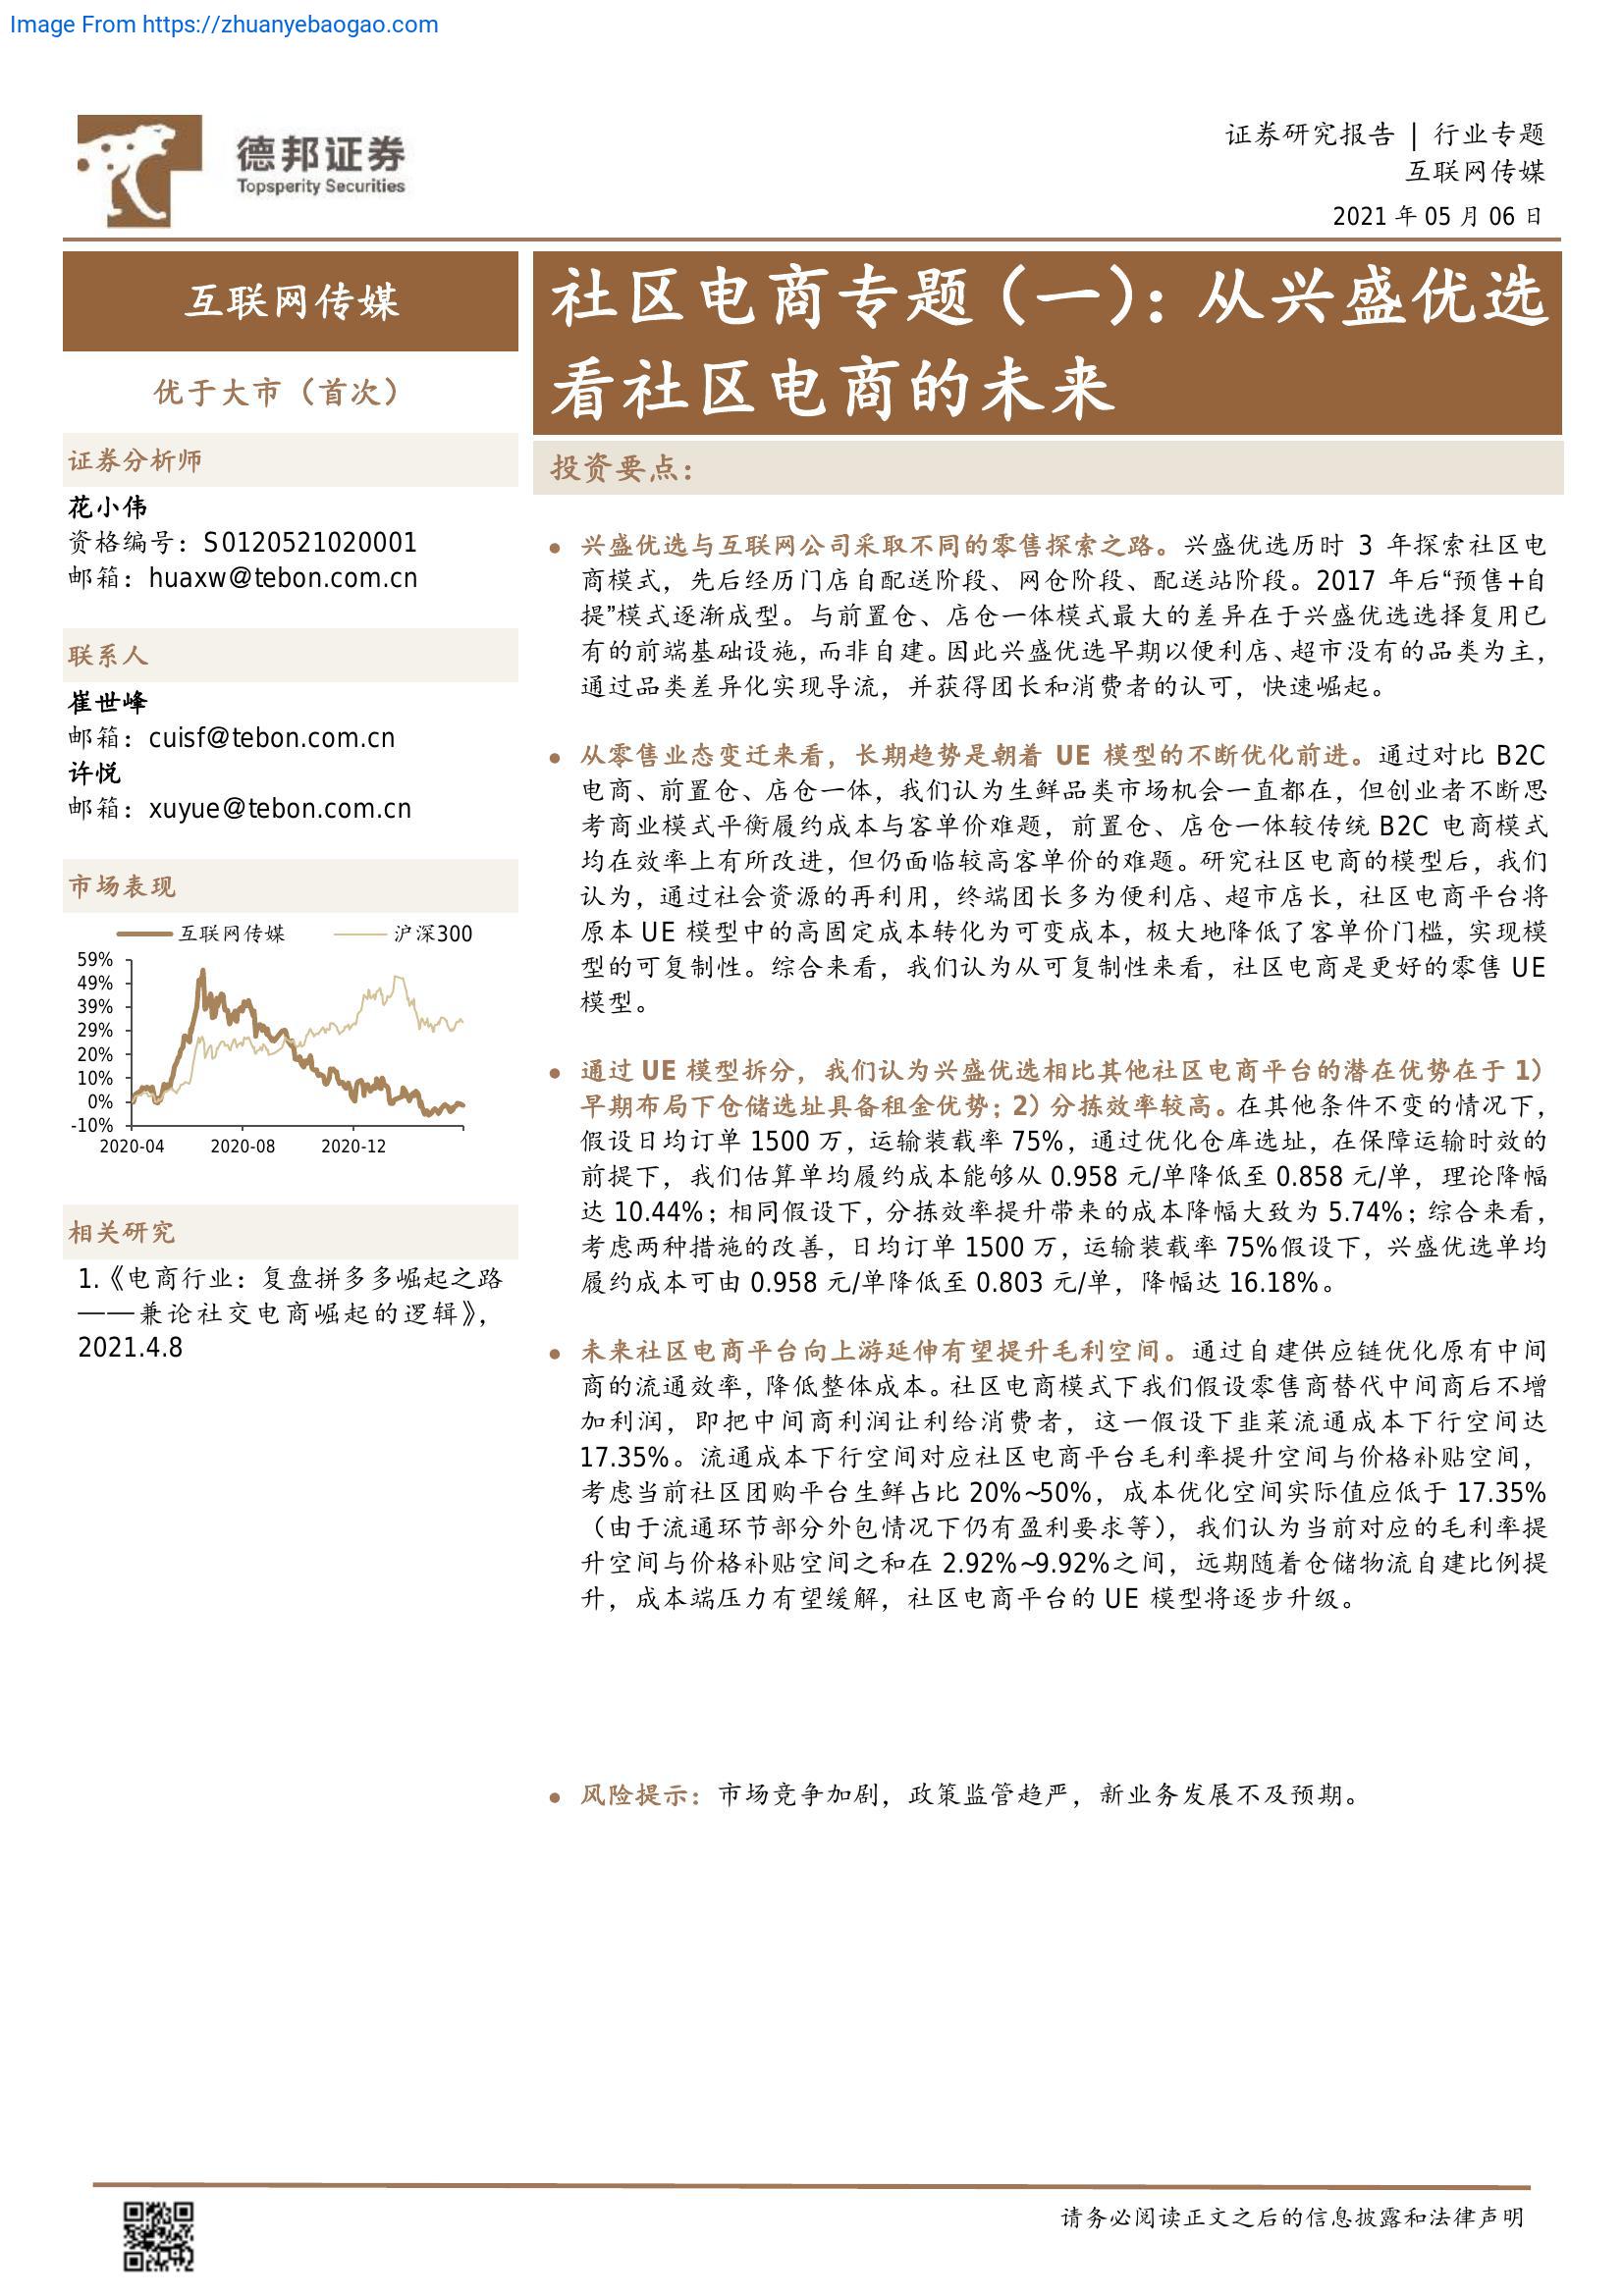 Image From https://zhuanyebaogao.com
德邦证券
Topsperity Securities
证券研究报告 | 行业专题
互联网传媒
2021 年 05 月 06 日
互联网传媒
优于大市（首次）
证券分析师
花小伟
资格编号：S0120521020001
邮箱：huaxw@tebon.com.cn
联系人
崔世峰
邮箱：cuisf@tebon.com.cn
许悦
邮箱：xuyue@tebon.com.cn
市场表现
互联网传媒 沪深300
59%
49%
39%
29%
20%
10%
0%
-10%
2020-04 2020-08 2020-12
相关研究
1.《电商行业：复盘拼多多崛起之路
——兼论社交电商崛起的逻辑》，
2021.4.8
社区电商专题（一）：从兴盛优选
看社区电商的未来
投资要点：
● 兴盛优选与互联网公司采取不同的零售探索之路。兴盛优选历时 3 年探索社区电
商模式，先后经历门店自配送阶段、网仓阶段、配送站阶段。2017 年后“预售+自
提”模式逐渐成型。与前置仓、店仓一体模式最大的差异在于兴盛优选选择复用已
有的前端基础设施，而非自建。因此兴盛优选早期以便利店、超市没有的品类为主，
通过品类差异化实现导流，并获得团长和消费者的认可，快速崛起。
● 从零售业态变迁来看，长期趋势是朝着 UE 模型的不断优化前进。通过对比 B2C
电商、前置仓、店仓一体，我们认为生鲜品类市场机会一直都在，但创业者不断思
考商业模式平衡履约成本与客单价难题，前置仓、店仓一体较传统 B2C 电商模式
均在效率上有所改进，但仍面临较高客单价的难题。研究社区电商的模型后，我们
认为，通过社会资源的再利用，终端团长多为便利店、超市店长，社区电商平台将
原本 UE 模型中的高固定成本转化为可变成本，极大地降低了客单价门槛，实现模
型的可复制性。综合来看，我们认为从可复制性来看，社区电商是更好的零售 UE
模型。
● 通过 UE 模型拆分，我们认为兴盛优选相比其他社区电商平台的潜在优势在于 1）
早期布局下仓储选址具备租金优势；2）分拣效率较高。在其他条件不变的情况下，
假设日均订单 1500 万，运输装载率 75%，通过优化仓库选址，在保障运输时效的
前提下，我们估算单均履约成本能够从 0.958 元/单降低至 0.858 元/单，理论降幅
达 10.44%；相同假设下，分拣效率提升带来的成本降幅大致为 5.74%；综合来看，
考虑两种措施的改善，日均订单 1500 万，运输装载率 75%假设下，兴盛优选单均
履约成本可由 0.958 元/单降低至 0.803 元/单，降幅达 16.18%。
● 未来社区电商平台向上游延伸有望提升毛利空间。通过自建供应链优化原有中间
商的流通效率，降低整体成本。社区电商模式下我们假设零售商替代中间商后不增
加利润，即把中间商利润让利给消费者，这一假设下韭菜流通成本下行空间达
17.35%。流通成本下行空间对应社区电商平台毛利率提升空间与价格补贴空间，
考虑当前社区团购平台生鲜占比 20%~50%，成本优化空间实际值应低于 17.35%
（由于流通环节部分外包情况下仍有盈利要求等），我们认为当前对应的毛利率提
升空间与价格补贴空间之和在 2.92%~9.92%之间，远期随着仓储物流自建比例提
升，成本端压力有望缓解，社区电商平台的 UE 模型将逐步升级。
● 风险提示：市场竞争加剧，政策监管趋严，新业务发展不及预期。
请务必阅读正文之后的信息披露和法律声明